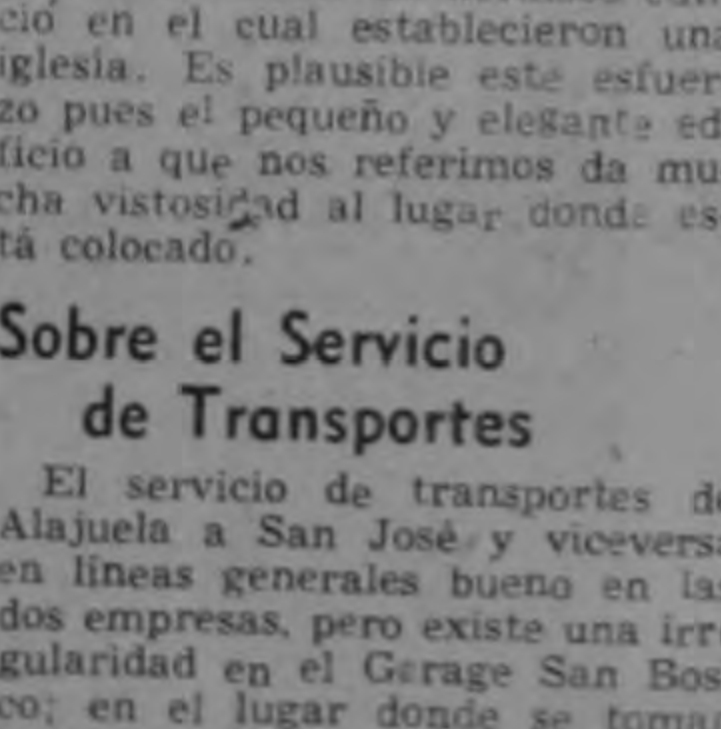 ció en el cual establecieron una
iglesia. Es plausible este esfuer
zo pues el pequeño y elegante ed
ficio a que nos referimos da mu
cha vistosidad al lugar donde es
tá colocado.
Sobre el Servicio
de Transportes
El servicio de transportes de
Alajuela a San José y viceversa
en líneas generales bueno en las
dos empresas, pero existe una irr
gularidad en el Garage San Bos
co; en el lugar donde se toman